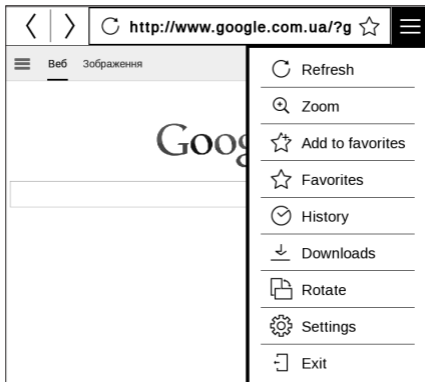 http://www.google.com.ua/?g
Веб Зображення
Goog
Refresh
Zoom
Add to favorites
Favorites
History
Downloads
Rotate
Settings
Exit